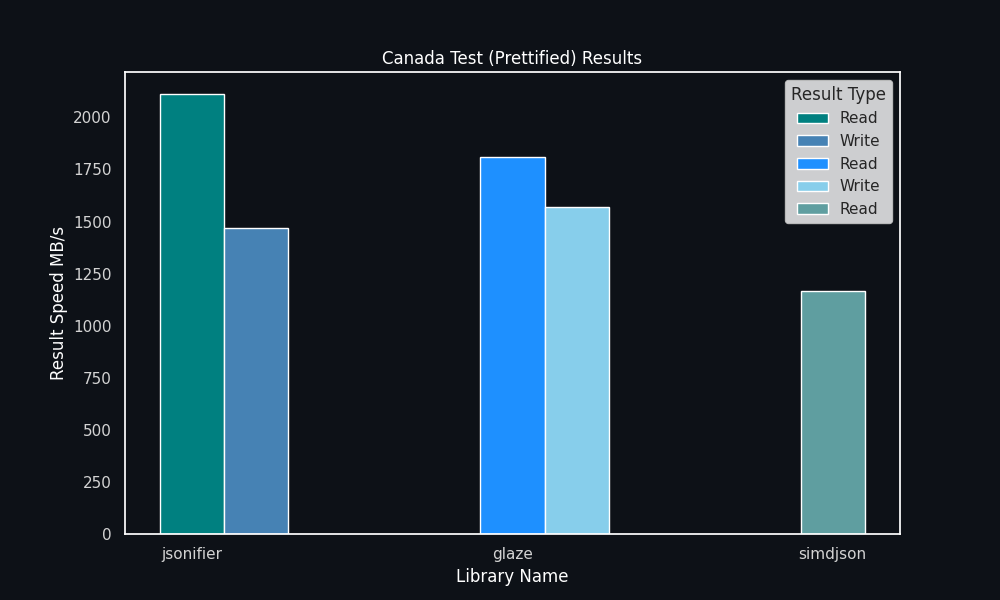 Canada Test (Prettified) Results
Result Type
Read
Write
Read
Write
Read
Result Speed MB/s
2000
1750
1500
1250
1000
750
500
250
0
jsonifier glaze simdjson
Library Name